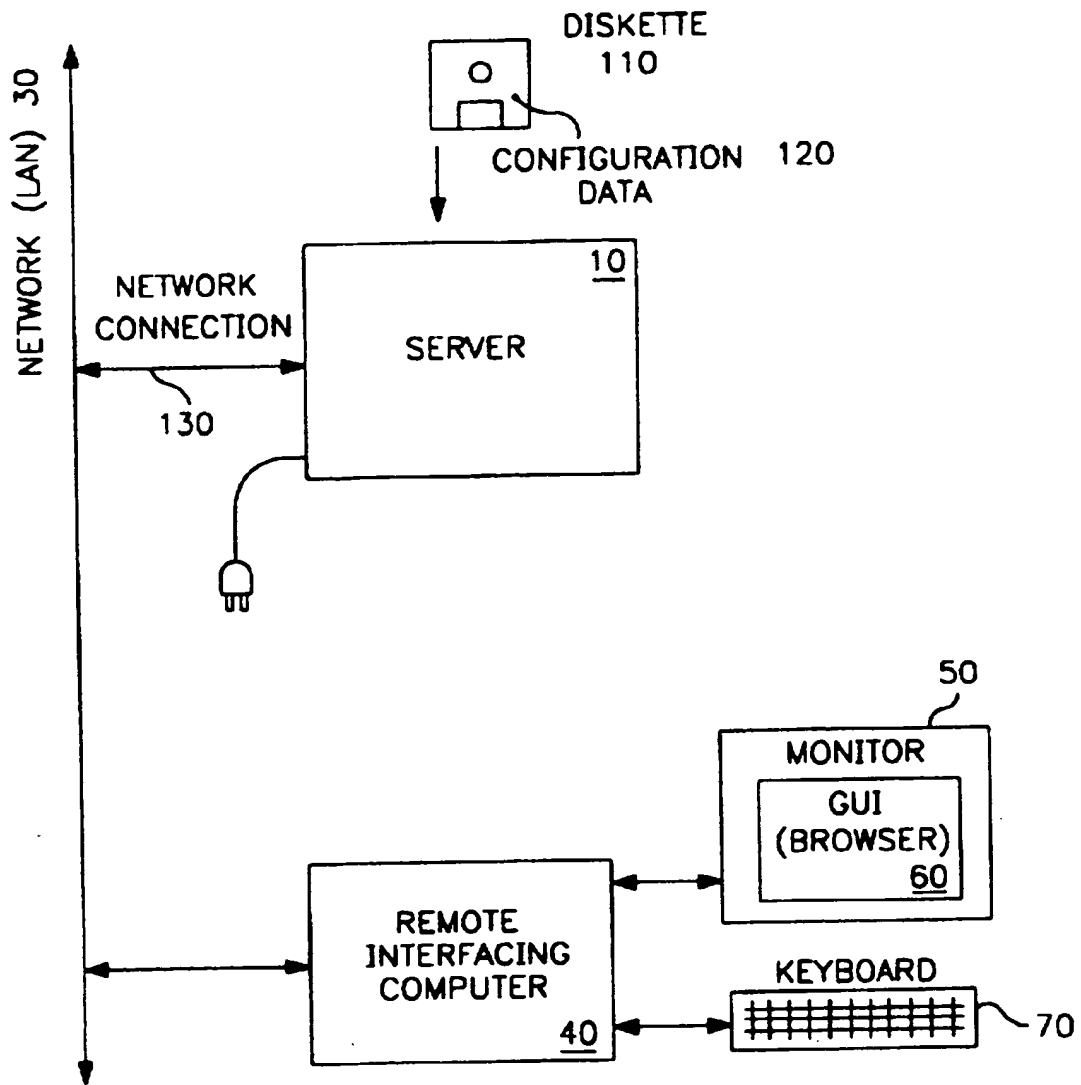 DISKETTE
110
NETWORK (LAN) 30
CONFIGURATION 120
DATA
10
NETWORK
CONNECTION
SERVER
130
50
MONITOR
GUI
(BROWSER)
60
REMOTE
INTERFACING
COMPUTER
40
KEYBOARD
70